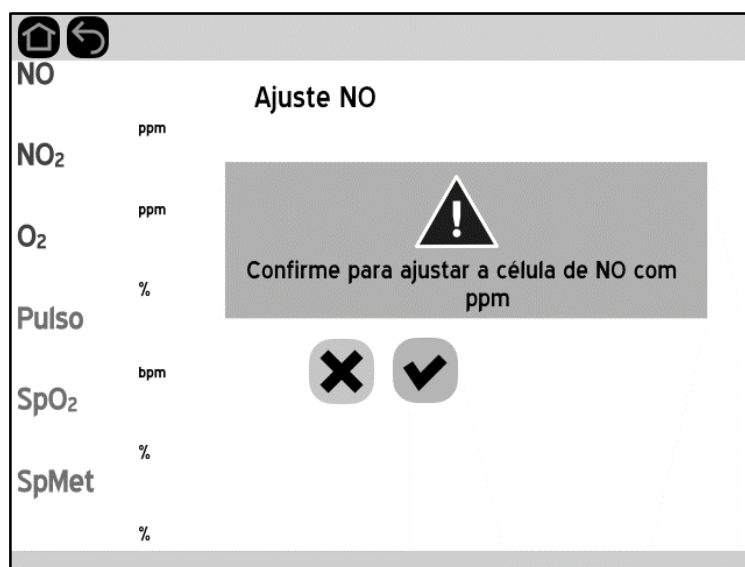 NO
ppm
NO₂
ppm
O₂
%
Pulso
bpm
SpO₂
%
SpMet
%
Ajuste NO
!
Confirme para ajustar a célula de NO com
ppm